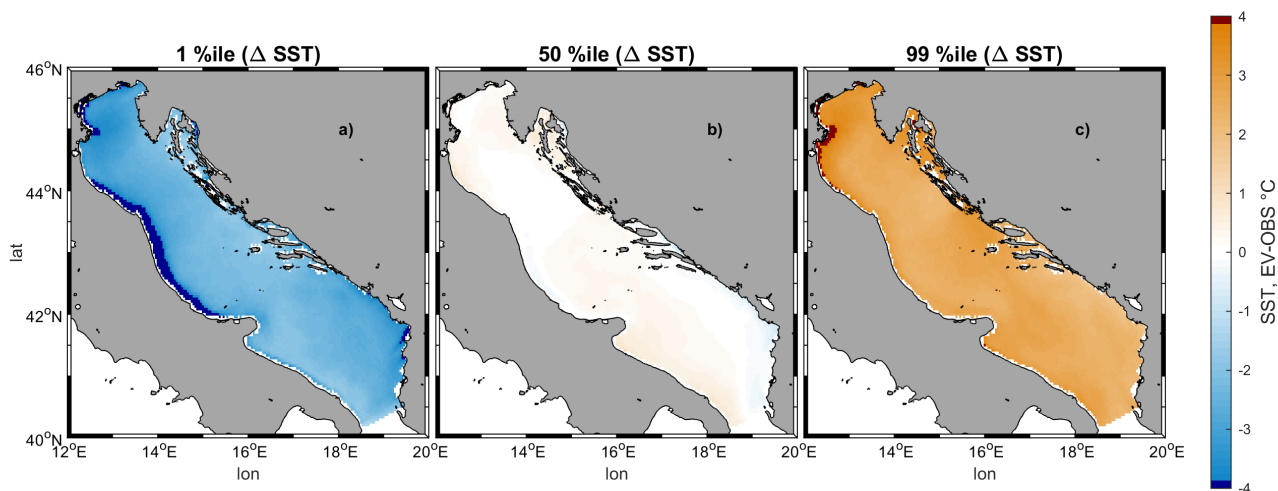 1 %ile (Δ SST)
50 %ile (Δ SST)
99 %ile (Δ SST)
46°N
44°N
42°N
40°N
lat
a)
b)
c)
12°E
14°E
16°E
18°E
20°E
14°E
16°E
18°E
20°E
14°E
16°E
18°E
20°E
lon
lon
lon
4
3
2
1
0
-1
-2
-3
-4
SST, EV-OBS °C